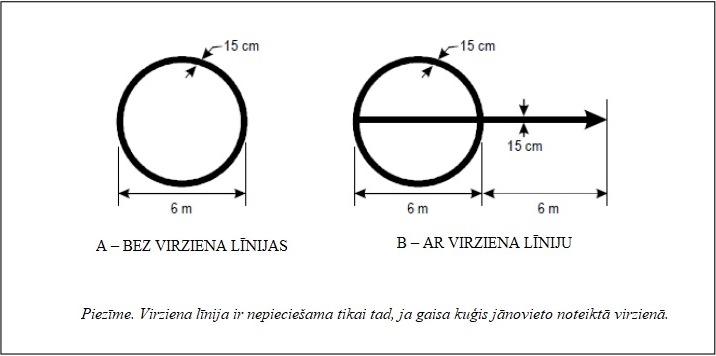 15 cm
15 cm
15 cm
6 m
6 m
6 m
A – BEZ VIRZIENA LĪNIJAS
B – AR VIRZIENA LĪNIJU
Piezīme. Virziena līnija ir nepieciešama tikai tad, ja gaisa kuģis jānovieto noteiktā virzienā.